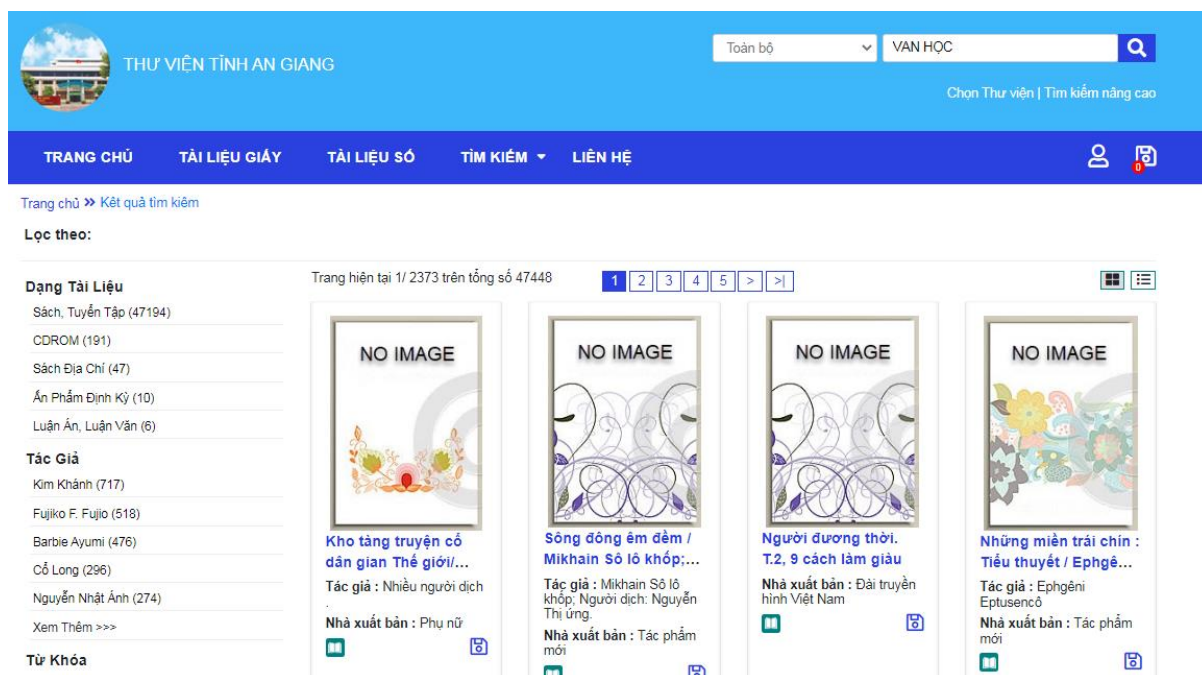 THƯ VIỆN TỈNH AN GIANG
Toàn bộ
VAN HỌC
Chọn Thư viện | Tìm kiếm nâng cao
TRANG CHỦ TÀI LIỆU GIẤY TÀI LIỆU SỐ TÌM KIẾM LIÊN HỆ
0
Trang chủ >> Kết quả tìm kiếm
Lọc theo:
Trang hiện tại 1/ 2373 trên tổng số 47448
1 2 3 4 5 > >|
Dạng Tài Liệu
Sách, Tuyển Tập (47194)
CDROM (191)
Sách Địa Chí (47)
Ấn Phẩm Định Kỳ (10)
Luận Án, Luận Văn (6)
Tác Giả
Kim Khánh (717)
Fujiko F. Fujio (518)
Barbie Ayumi (476)
Cổ Long (296)
Nguyễn Nhật Ánh (274)
Xem Thêm >>>
Từ Khóa
NO IMAGE
Kho tàng truyện cổ
dân gian Thế giới/...
Tác giả : Nhiều người dịch
.
Nhà xuất bản : Phụ nữ
NO IMAGE
Sông đông êm đềm /
Mikhain Sô lô khốp;...
Tác giả : Mikhain Sô lô
khốp; Người dịch: Nguyễn
Thị ứng.
Nhà xuất bản : Tác phẩm
mới
NO IMAGE
Người đương thời.
T.2, 9 cách làm giàu
Nhà xuất bản : Đài truyền
hình Việt Nam
NO IMAGE
Những miền trái chín :
Tiểu thuyết / Ephgê...
Tác giả : Ephgêni
Eptusencô
Nhà xuất bản : Tác phẩm
mới